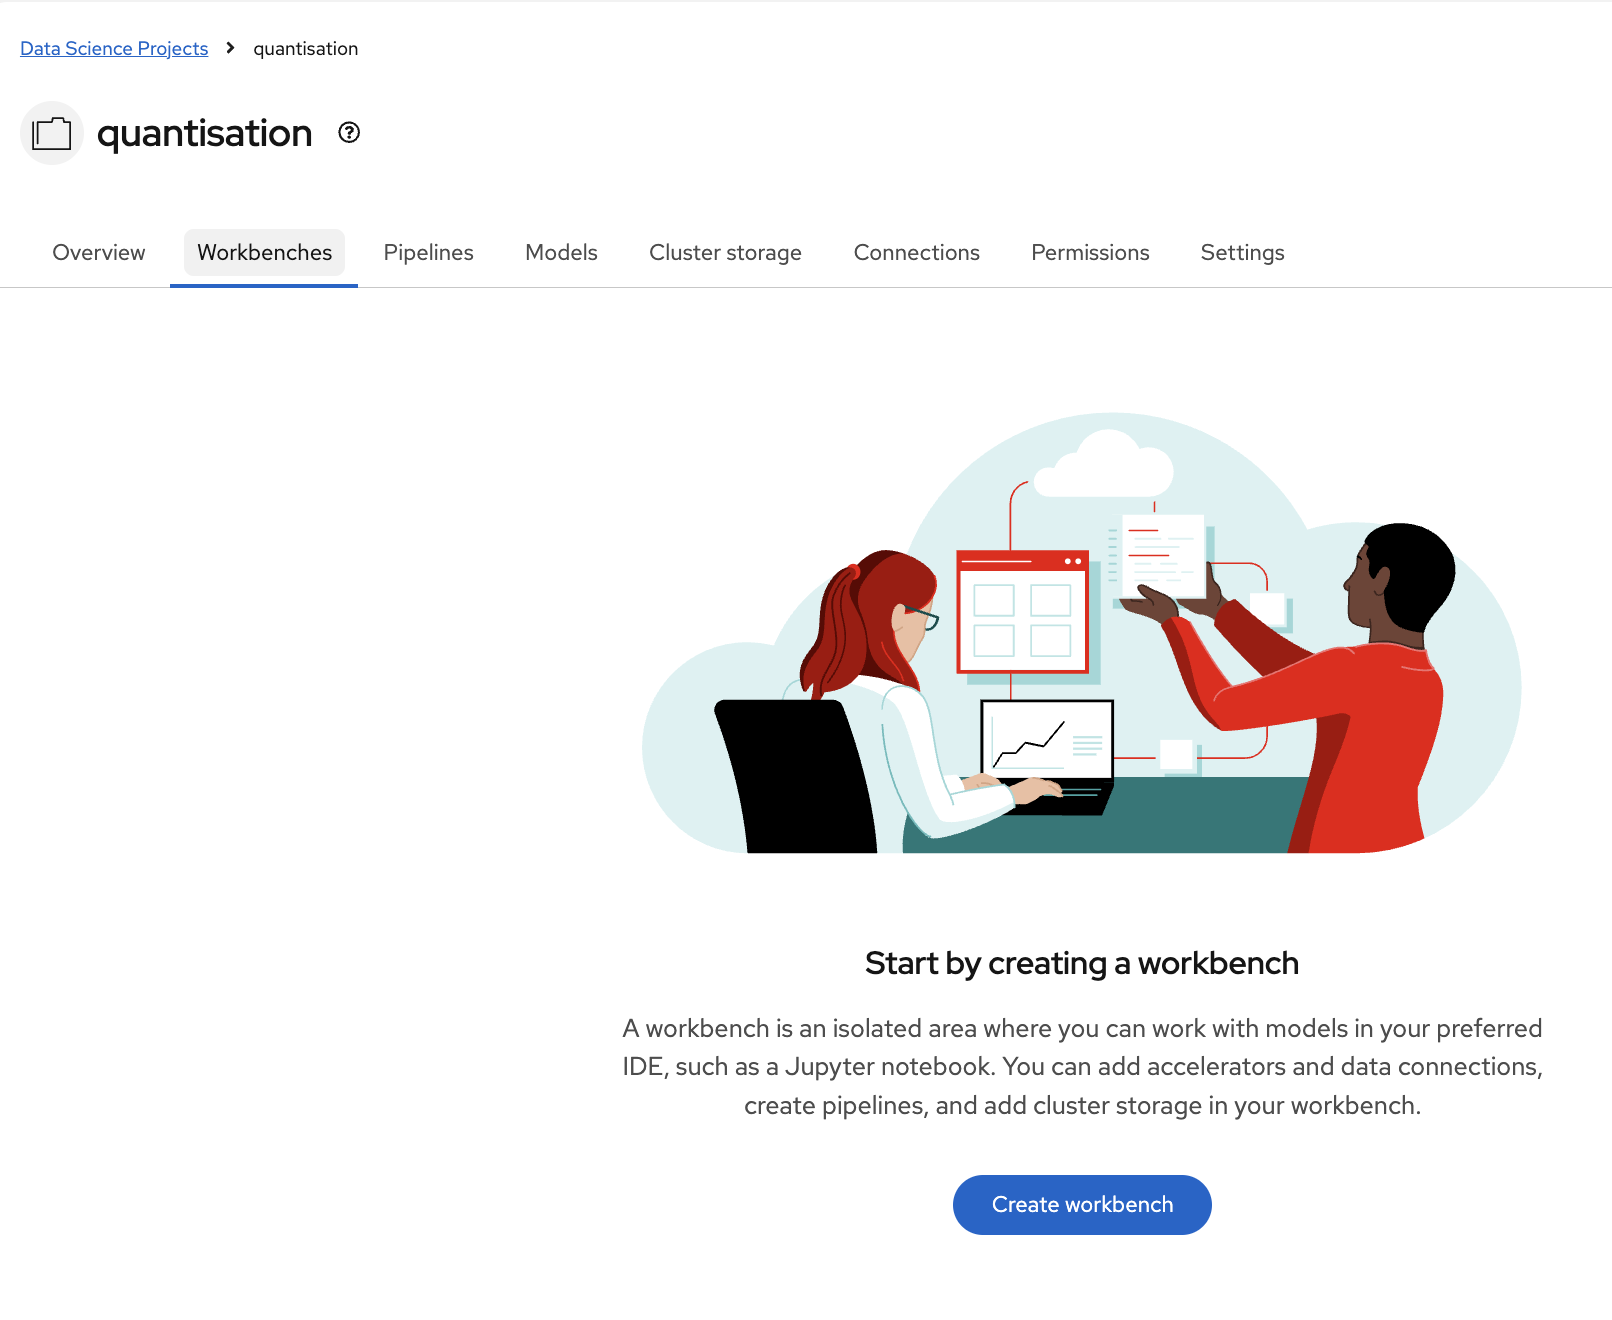 Data Science Projects > quantisation
quantisation
Overview Workbenches Pipelines Models Cluster storage Connections Permissions Settings
Start by creating a workbench
A workbench is an isolated area where you can work with models in your preferred
IDE, such as a Jupyter notebook. You can add accelerators and data connections,
create pipelines, and add cluster storage in your workbench.
Create workbench